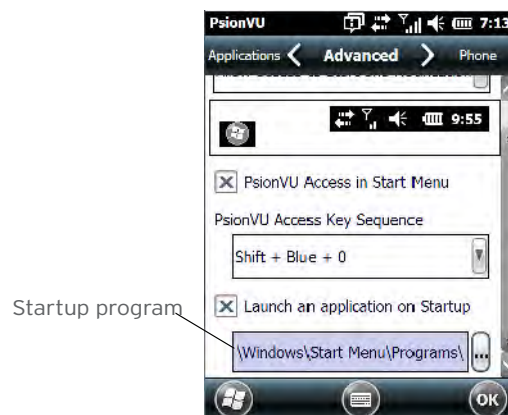 PsionVU 7:13
Applications Advanced Phone
9:55
PsionVU Access in Start Menu
PsionVU Access Key Sequence
Shift + Blue + 0
Launch an application on Startup
Startup program
\Windows\Start Menu\Programs\ ...
OK